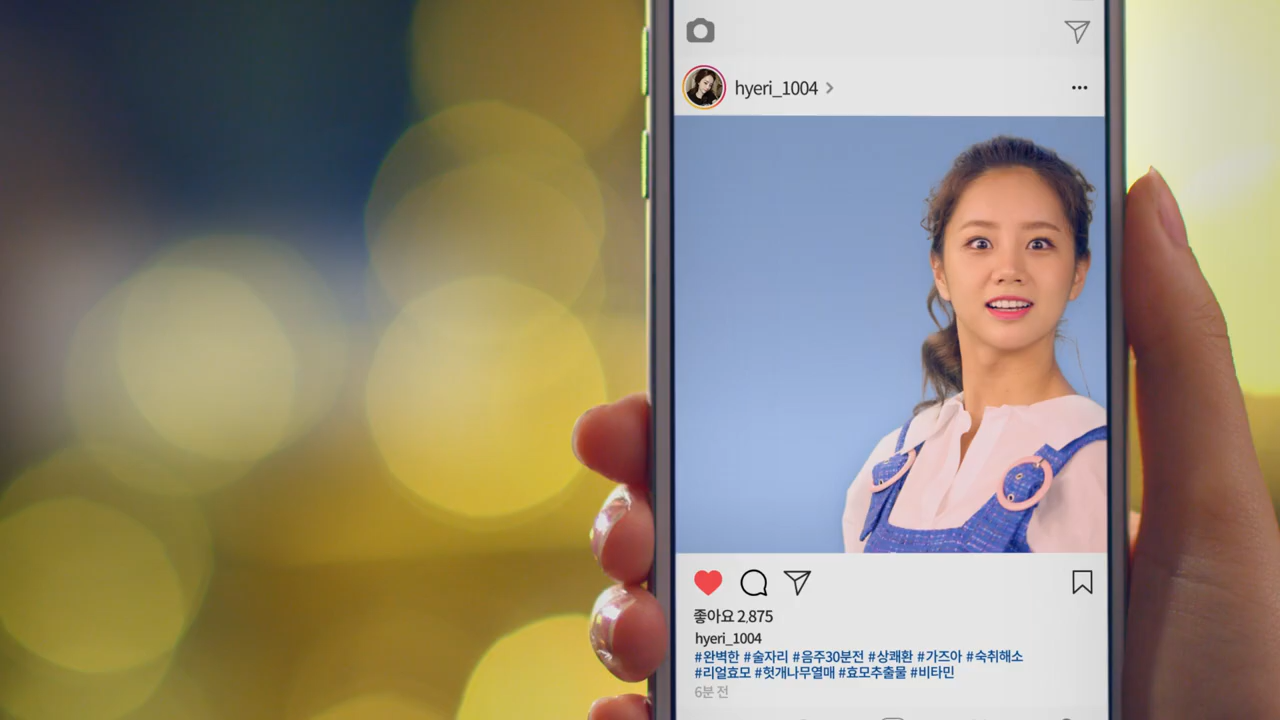 hyeri_1004
좋아요 2,875
hyeri_1004
#완벽한 #술자리 #음주30분전 #상쾌환 #가즈아 #숙취해소
#리얼효모 #헛개나무열매 #효모추출물 #비타민
6분 전